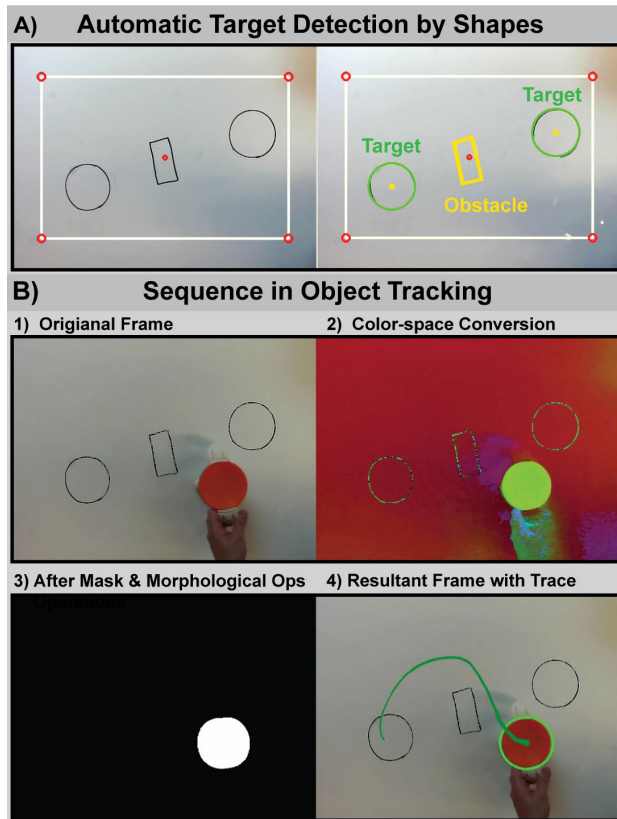 A) Automatic Target Detection by Shapes
Target
Target
Obstacle
B) Sequence in Object Tracking
1) Origianal Frame
2) Color-space Conversion
3) After Mask & Morphological Ops
4) Resultant Frame with Trace
Operations